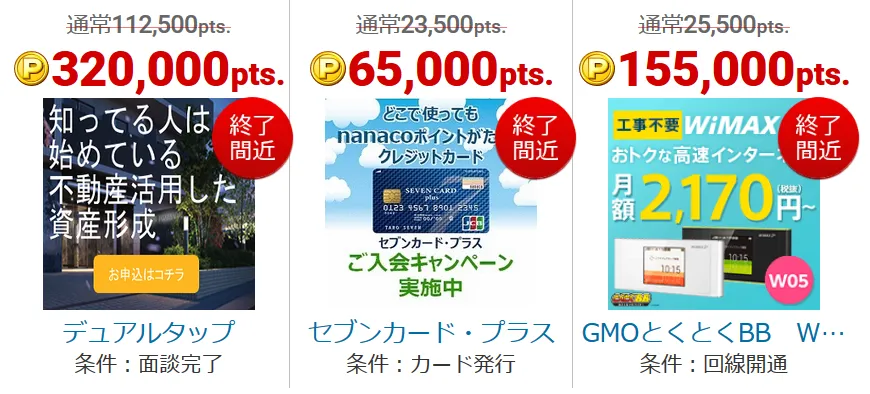 通常112,500pts.
P320,000pts.
知ってる人は
始めている
不動産活用した
資産形成
終了
間近
お申込はコチラ
デュアルタップ
条件：面談完了
通常23,500pts.
P65,000pts.
どこで使っても
nanacoポイントがた
クレジットカード
終了
間近
SEVEN CARD
plus
0123 4567 8901 2345
TARO SEVEN
JCB
セブンカード・プラス
ご入会キャンペーン
実施中
セブンカード・プラス
条件：カード発行
通常25,500pts.
P155,000pts.
工事不要 WiMAX
終了
間近
おトクな高速インターネ
月額2,170円～
(税抜)
10:15
10:15
W05
GMOとくとくBB　W…
条件：回線開通